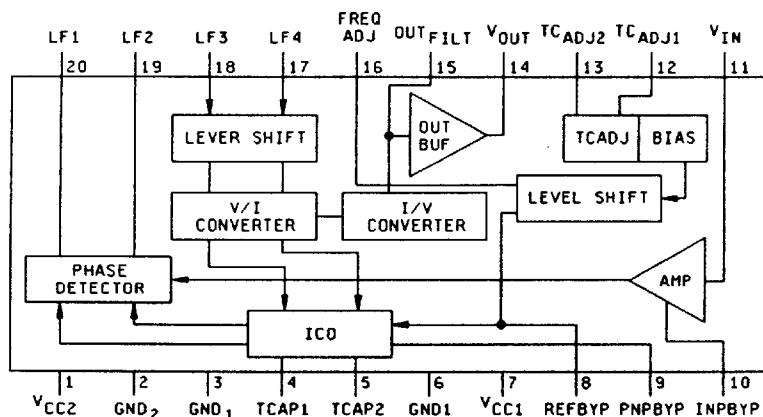 LF1 LF2 LF3 LF4 FREQ ADJ OUTFILT VOUT TCADJ2 TCADJ1 VIN
20 19 18 17 16 15 14 13 12 11
LEVER SHIFT
OUT BUF
TCADJ BIAS
LEVEL SHIFT
V/I CONVERTER
I/V CONVERTER
PHASE DETECTOR
AMP
ICO
1 2 3 4 5 6 7 8 9 10
VCC2 GND2 GND1 TCAP1 TCAP2 GND1 VCC1 REFBYP PNPBYP INPBYP